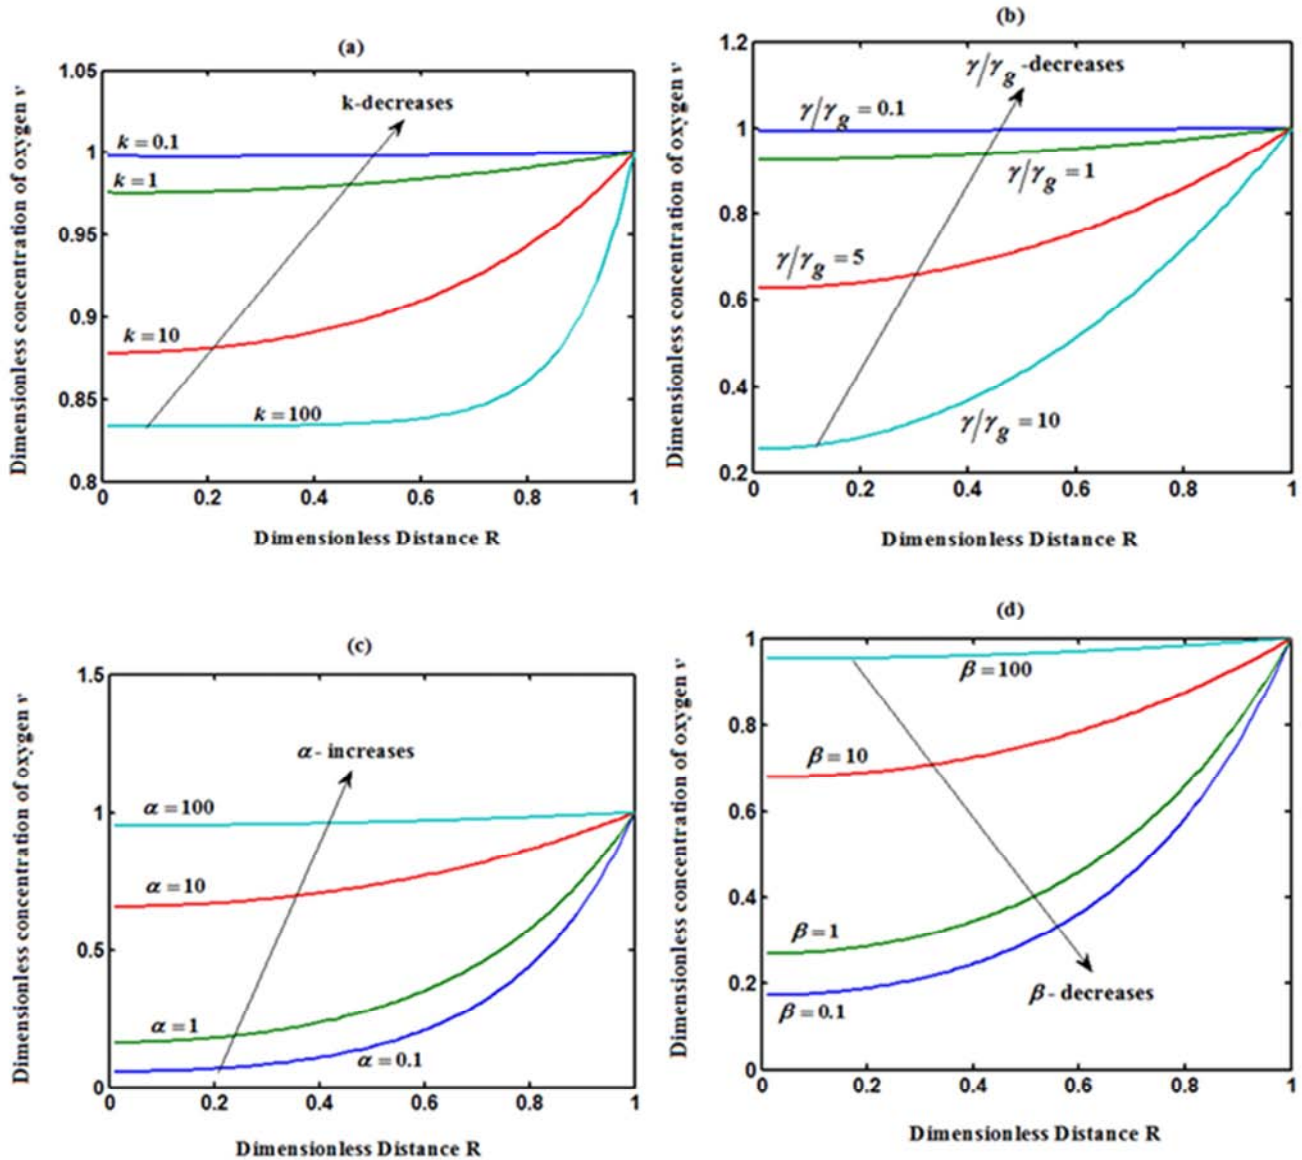 (a)
Dimensionless concentration of oxygen v
1.05
1
0.95
0.9
0.85
0.8
k-decreases
k = 0.1
k = 1
k = 10
k = 100
0 0.2 0.4 0.6 0.8 1
Dimensionless Distance R
(b)
Dimensionless concentration of oxygen v
1.2
1
0.8
0.6
0.4
0.2
γ/γg -decreases
γ/γg = 0.1
γ/γg = 1
γ/γg = 5
γ/γg = 10
0 0.2 0.4 0.6 0.8 1
Dimensionless Distance R
(c)
Dimensionless concentration of oxygen v
1.5
1
0.5
0
α - increases
α = 100
α = 10
α = 1
α = 0.1
0 0.2 0.4 0.6 0.8 1
Dimensionless Distance R
(d)
Dimensionless concentration of oxygen v
1
0.8
0.6
0.4
0.2
0
β = 100
β = 10
β = 1
β - decreases
β = 0.1
0 0.2 0.4 0.6 0.8 1
Dimensionless Distance R